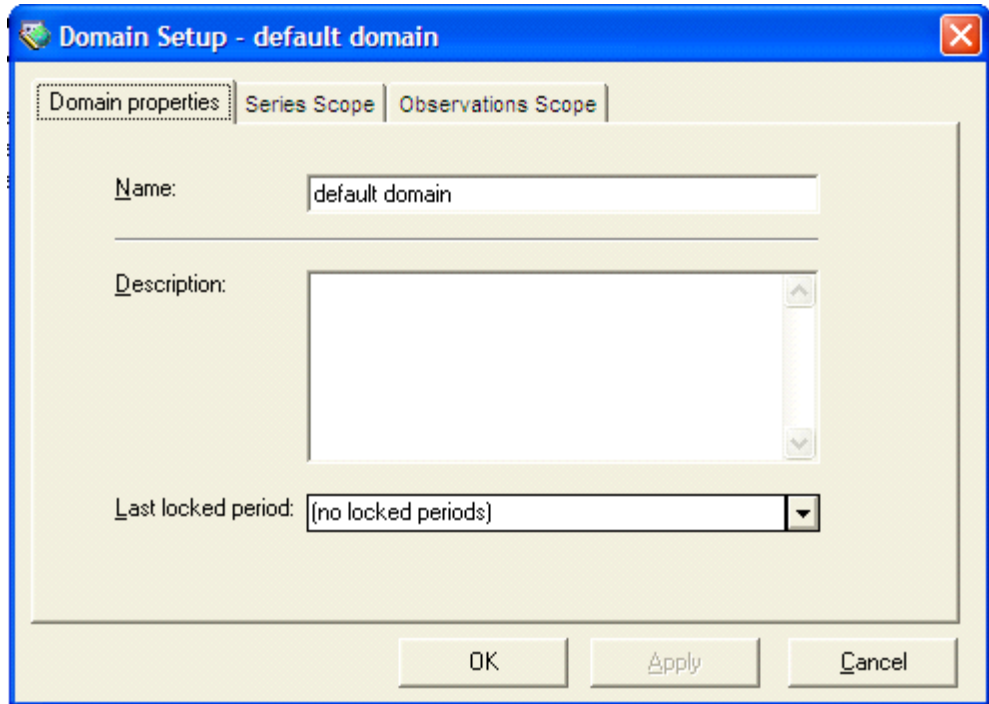 Domain Setup - default domain
Domain properties
Series Scope
Observations Scope
Name:
default domain
Description:
Last locked period:
(no locked periods)
OK
Apply
Cancel